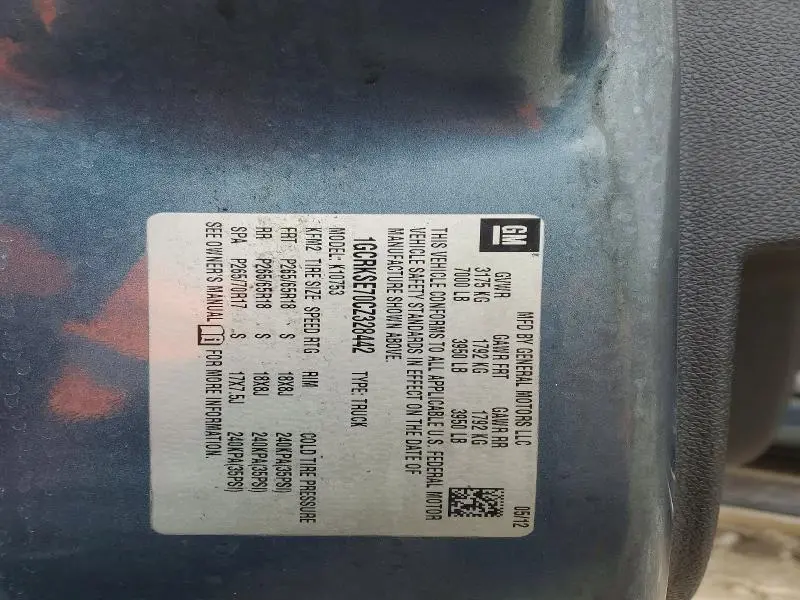 GM
MFD BY GENERAL MOTORS LLC 05/12
GVWR GAWR FRT GAWR RR
3175 KG 1792 KG 1792 KG
7000 LB 3950 LB 3950 LB
THIS VEHICLE CONFORMS TO ALL APPLICABLE U.S. FEDERAL MOTOR
VEHICLE SAFETY STANDARDS IN EFFECT ON THE DATE OF
MANUFACTURE SHOWN ABOVE.
1GCRKSE70CZ328442 TYPE: TRUCK
MODEL: K10753
KFM2 TIRE SIZE SPEED RTG RIM COLD TIRE PRESSURE
FRT P265/65R18 S 18X8J 240KPA(35PSI)
RR P265/65R18 S 18X8J 240KPA(35PSI)
SPA P265/70R17 S 17X7.5J 240KPA(35PSI)
SEE OWNER'S MANUAL FOR MORE INFORMATION.